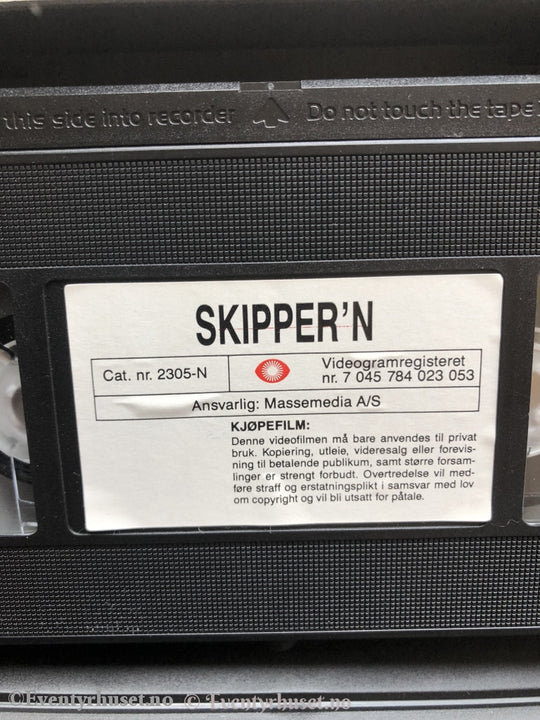 this side into recorder Do not touch the tape
SKIPPER'N
Cat. nr. 2305-N
Videogramregisteret
nr. 7 045 784 023 053
Ansvarlig: Massemedia A/S
KJØPEFILM:
Denne videofilmen må bare anvendes til privat
bruk. Kopiering, utleie, videresalg eller forevis-
ning til betalende publikum, samt større forsam-
linger er strengt forbudt. Overtredelse vil med-
føre straff og erstatningsplikt i samsvar med lov
om copyright og vil bli utsatt for påtale.
©Eventyrhuset.no © Eventyrhuset.no